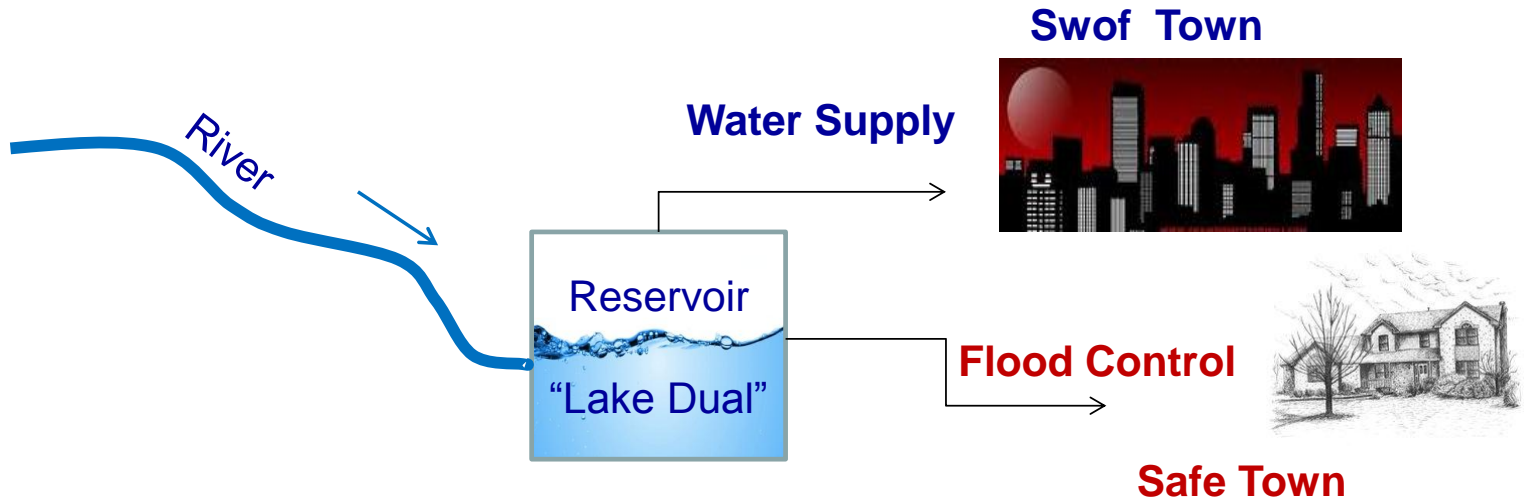 Swof Town
Water Supply
River
Reservoir
“Lake Dual”
Flood Control
Safe Town